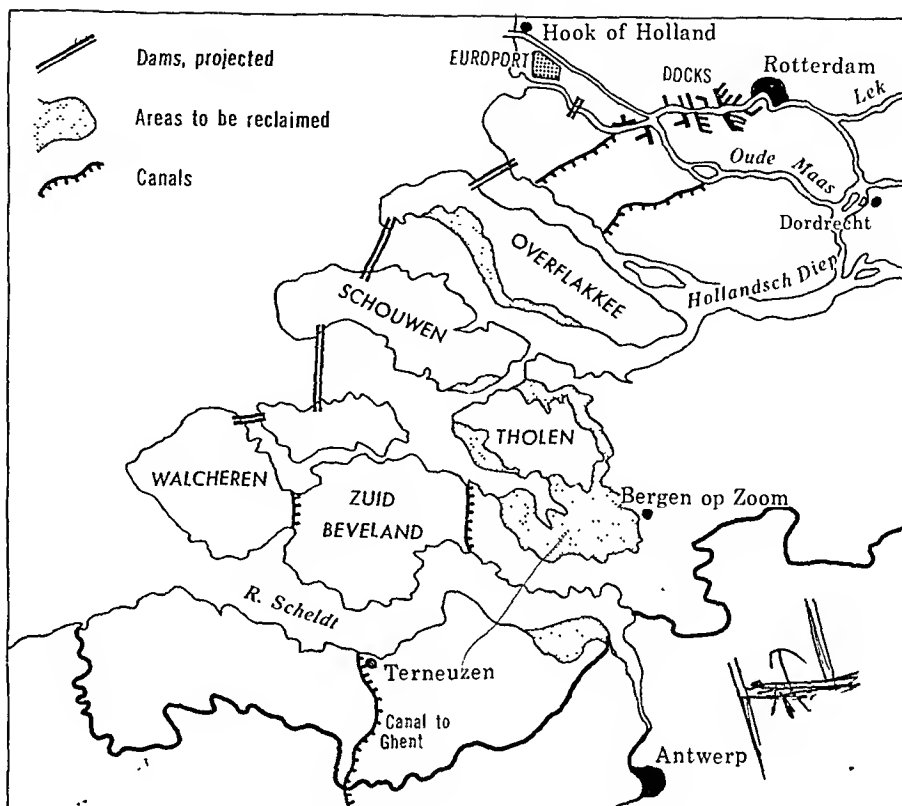 Hook of Holland
Dams, projected
EUROPORT
DOCKS
Rotterdam
Lek
Areas to be reclaimed
Oude Maas
Canals
Dordrecht
OVERFLAKKEE
Hollandsch Diep
SCHOUWEN
THOLEN
WALCHEREN
ZUID
BEVELAND
Bergen op Zoom
R. Scheldt
Terneuzen
Canal to
Ghent
Antwerp